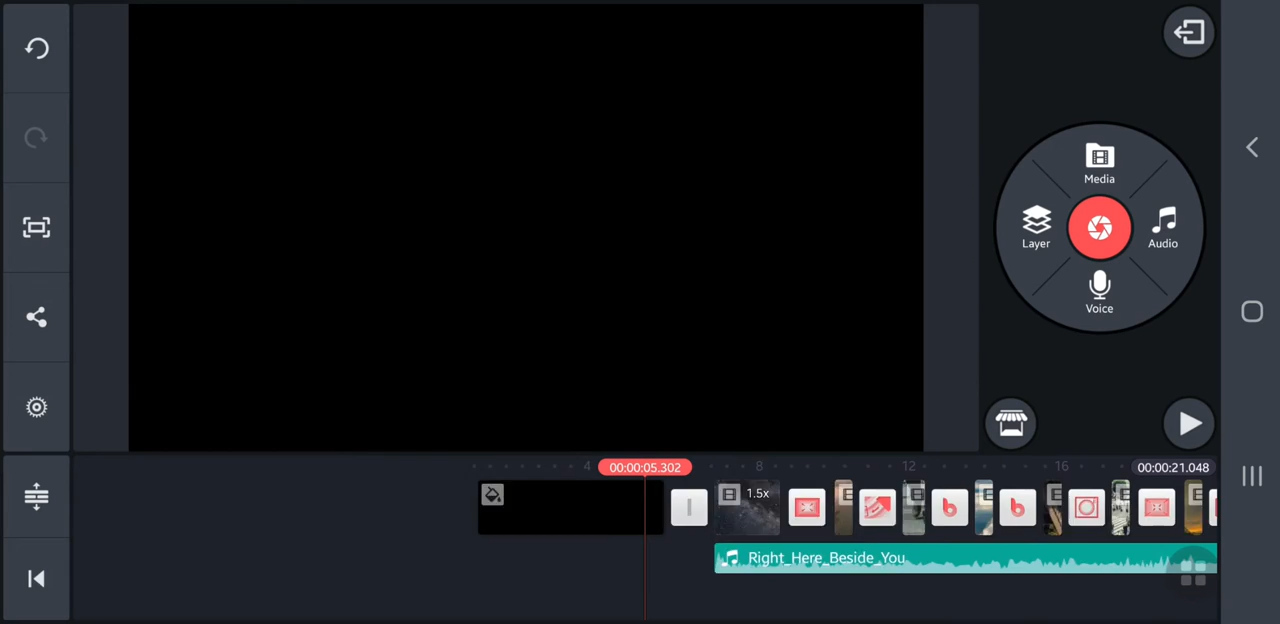 Media
Layer
Audio
Voice
4
00:00:05.302
8
12
16
00:00:21.048
1.5x
Right_Here_Beside_You